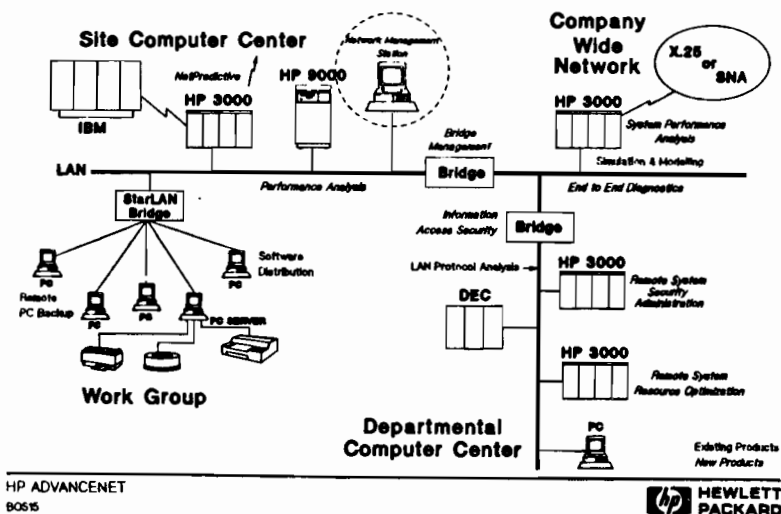 Site Computer Center
Network Management
Station
Company
Wide
Network
X.25
or
SNA
NetPredictive
HP 3000
HP 9000
HP 3000
IBM
System Performance
Analysis
Bridge
Management
Simulation & Modelling
LAN
Bridge
Performance Analysis
End to End Diagnostics
StarLAN
Bridge
Information
Access Security
Bridge
Software
Distribution
PC
PC
LAN Protocol Analysis
HP 3000
Remote
PC Backup
PC
PC
PC SERVER
DEC
Remote System
Security
Administration
HP 3000
Work Group
Remote System
Resource Optimization
Departmental
Computer Center
PC
Existing Products
New Products
HP ADVANCENET
BO515
hp HEWLETT
PACKARD